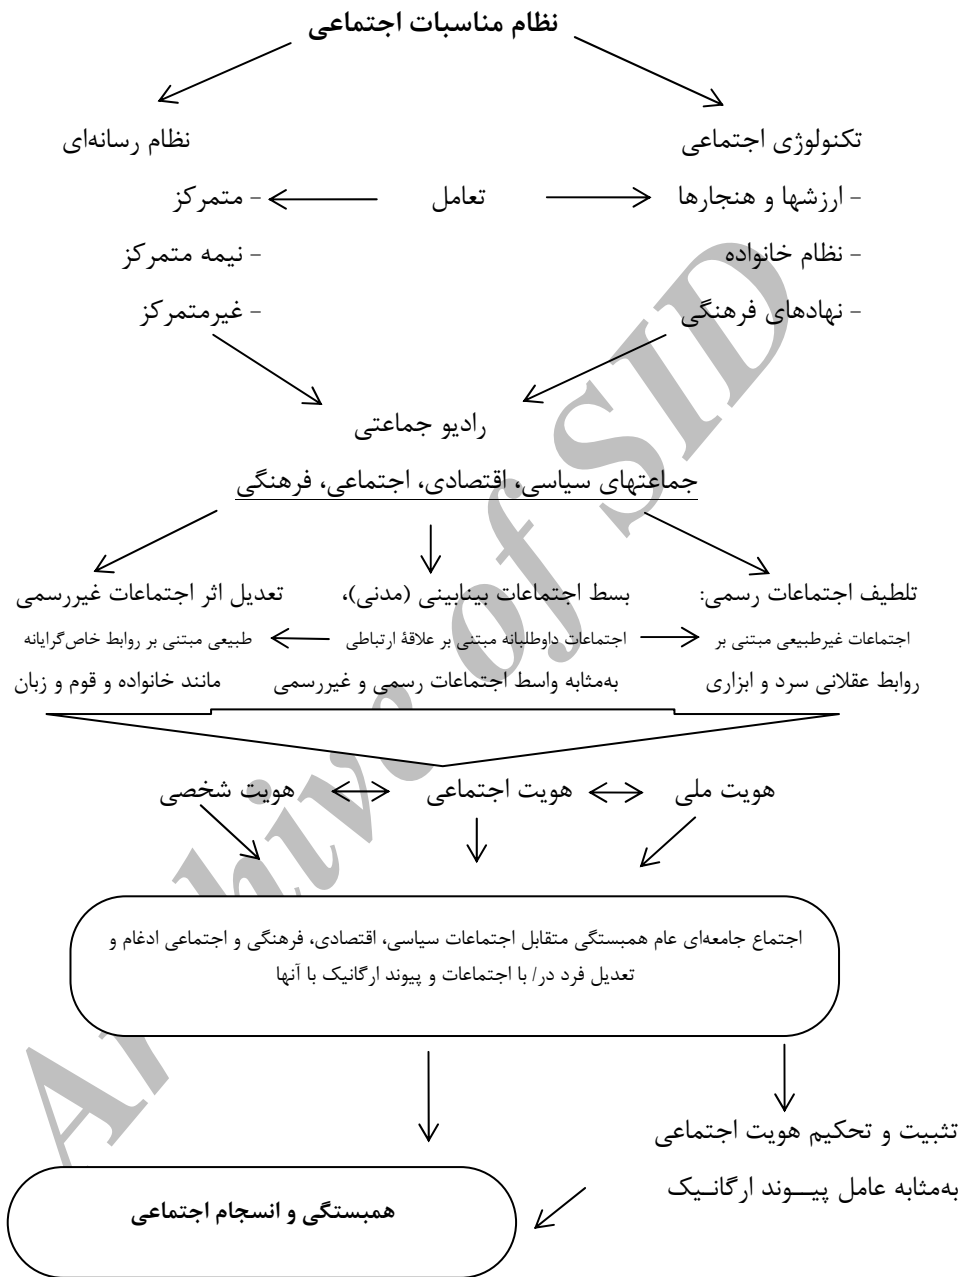 نظام مناسبات اجتماعی
تکنولوژی اجتماعی
نظام رسانه‌ای
- ارزشها و هنجارها
تعامل
- متمرکز
- نظام خانواده
- نیمه متمرکز
- نهادهای فرهنگی
- غیرمتمرکز
رادیو جماعتی
جماعتهای سیاسی، اقتصادی، اجتماعی، فرهنگی
تلطیف اجتماعات رسمی:
اجتماعات غیرطبیعی مبتنی بر
روابط عقلانی سرد و ابزاری
بسط اجتماعات بینابینی (مدنی)،
اجتماعات داوطلبانه مبتنی بر علاقهٔ ارتباطی
به‌مثابه واسط اجتماعات رسمی و غیررسمی
تعدیل اثر اجتماعات غیررسمی
طبیعی مبتنی بر روابط خاص‌گرایانه
مانند خانواده و قوم و زبان
هویت ملی
هویت اجتماعی
هویت شخصی
اجتماع جامعه‌ای عام همبستگی متقابل اجتماعات سیاسی، اقتصادی، فرهنگی و اجتماعی ادغام و
تعدیل فرد در/ با اجتماعات و پیوند ارگانیک با آنها
تثبیت و تحکیم هویت اجتماعی
به‌مثابه عامل پیـــوند ارگانـیک
همبستگی و انسجام اجتماعی
Archive of SID